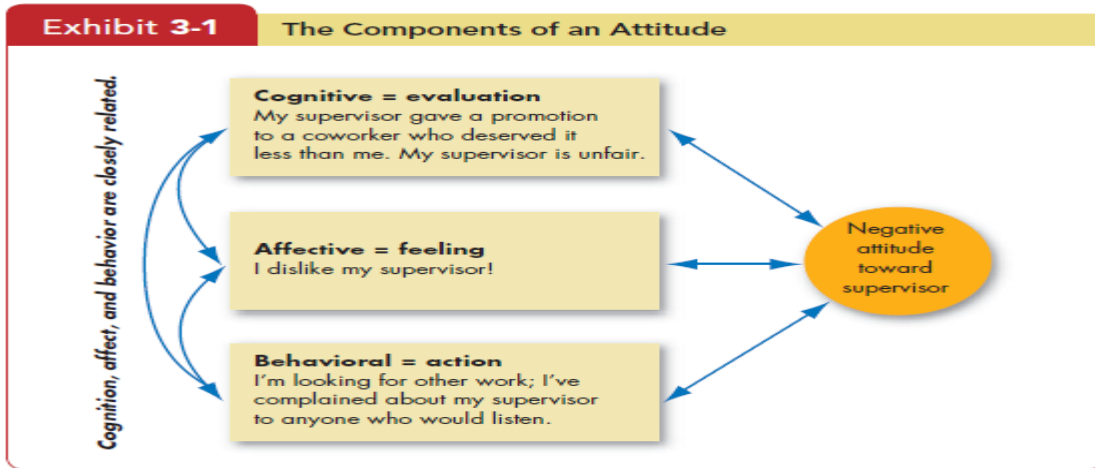 Exhibit 3-1
The Components of an Attitude
Cognition, affect, and behavior are closely related.
Cognitive = evaluation
My supervisor gave a promotion
to a coworker who deserved it
less than me. My supervisor is unfair.
Affective = feeling
I dislike my supervisor!
Behavioral = action
I'm looking for other work; I've
complained about my supervisor
to anyone who would listen.
Negative
attitude
toward
supervisor